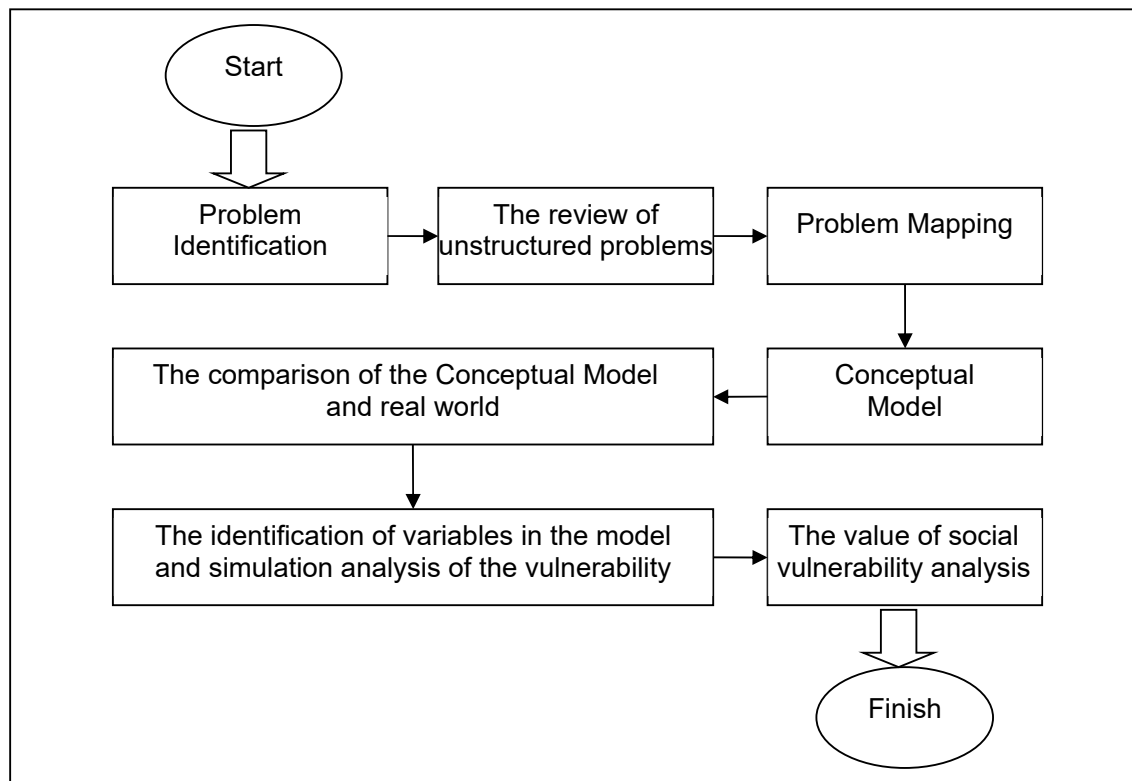 Start
Problem
Identification
The review of
unstructured problems
Problem Mapping
Conceptual
Model
The comparison of the Conceptual Model
and real world
The identification of variables in the model
and simulation analysis of the vulnerability
The value of social
vulnerability analysis
Finish